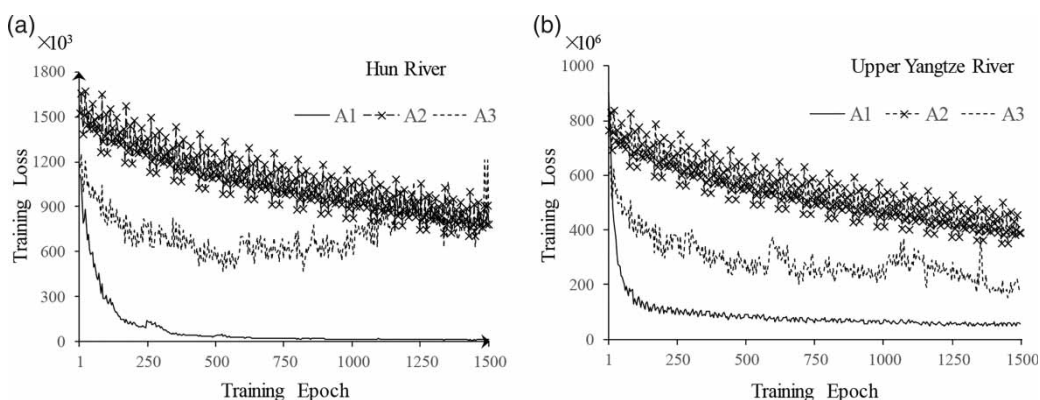 (a)
×10³
Hun River
A1 A2 A3
1800
1500
1200
900
600
300
0
Training Loss
1 250 500 750 1000 1250 1500
Training Epoch
(b)
×10⁶
Upper Yangtze River
A1 A2 A3
1000
800
600
400
200
0
Training Loss
1 250 500 750 1000 1250 1500
Training Epoch